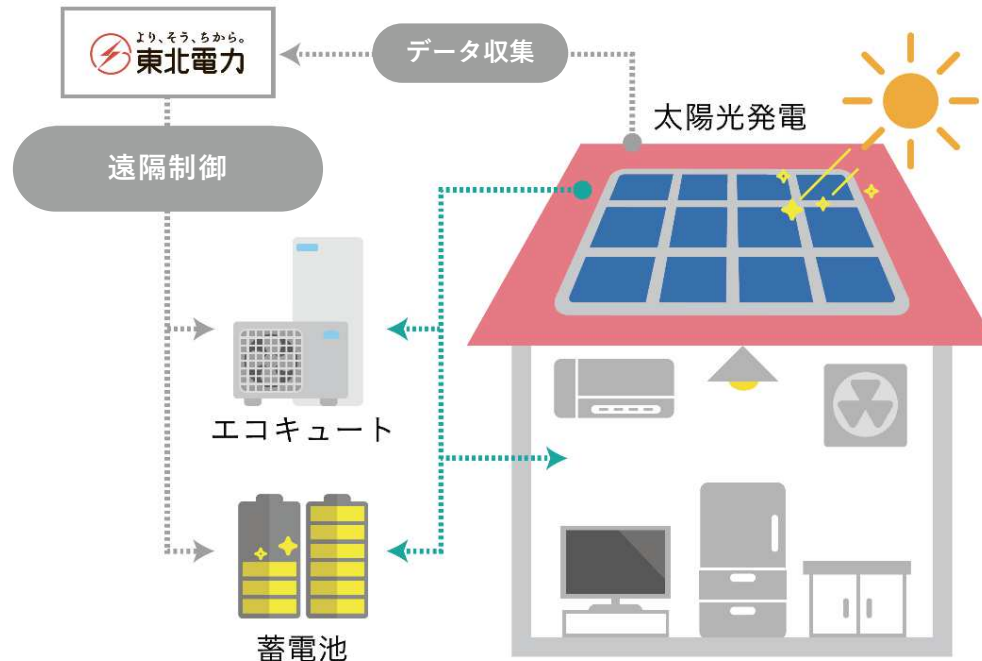 より、そう、ちから。
東北電力
データ収集
遠隔制御
太陽光発電
エコキュート
蓄電池